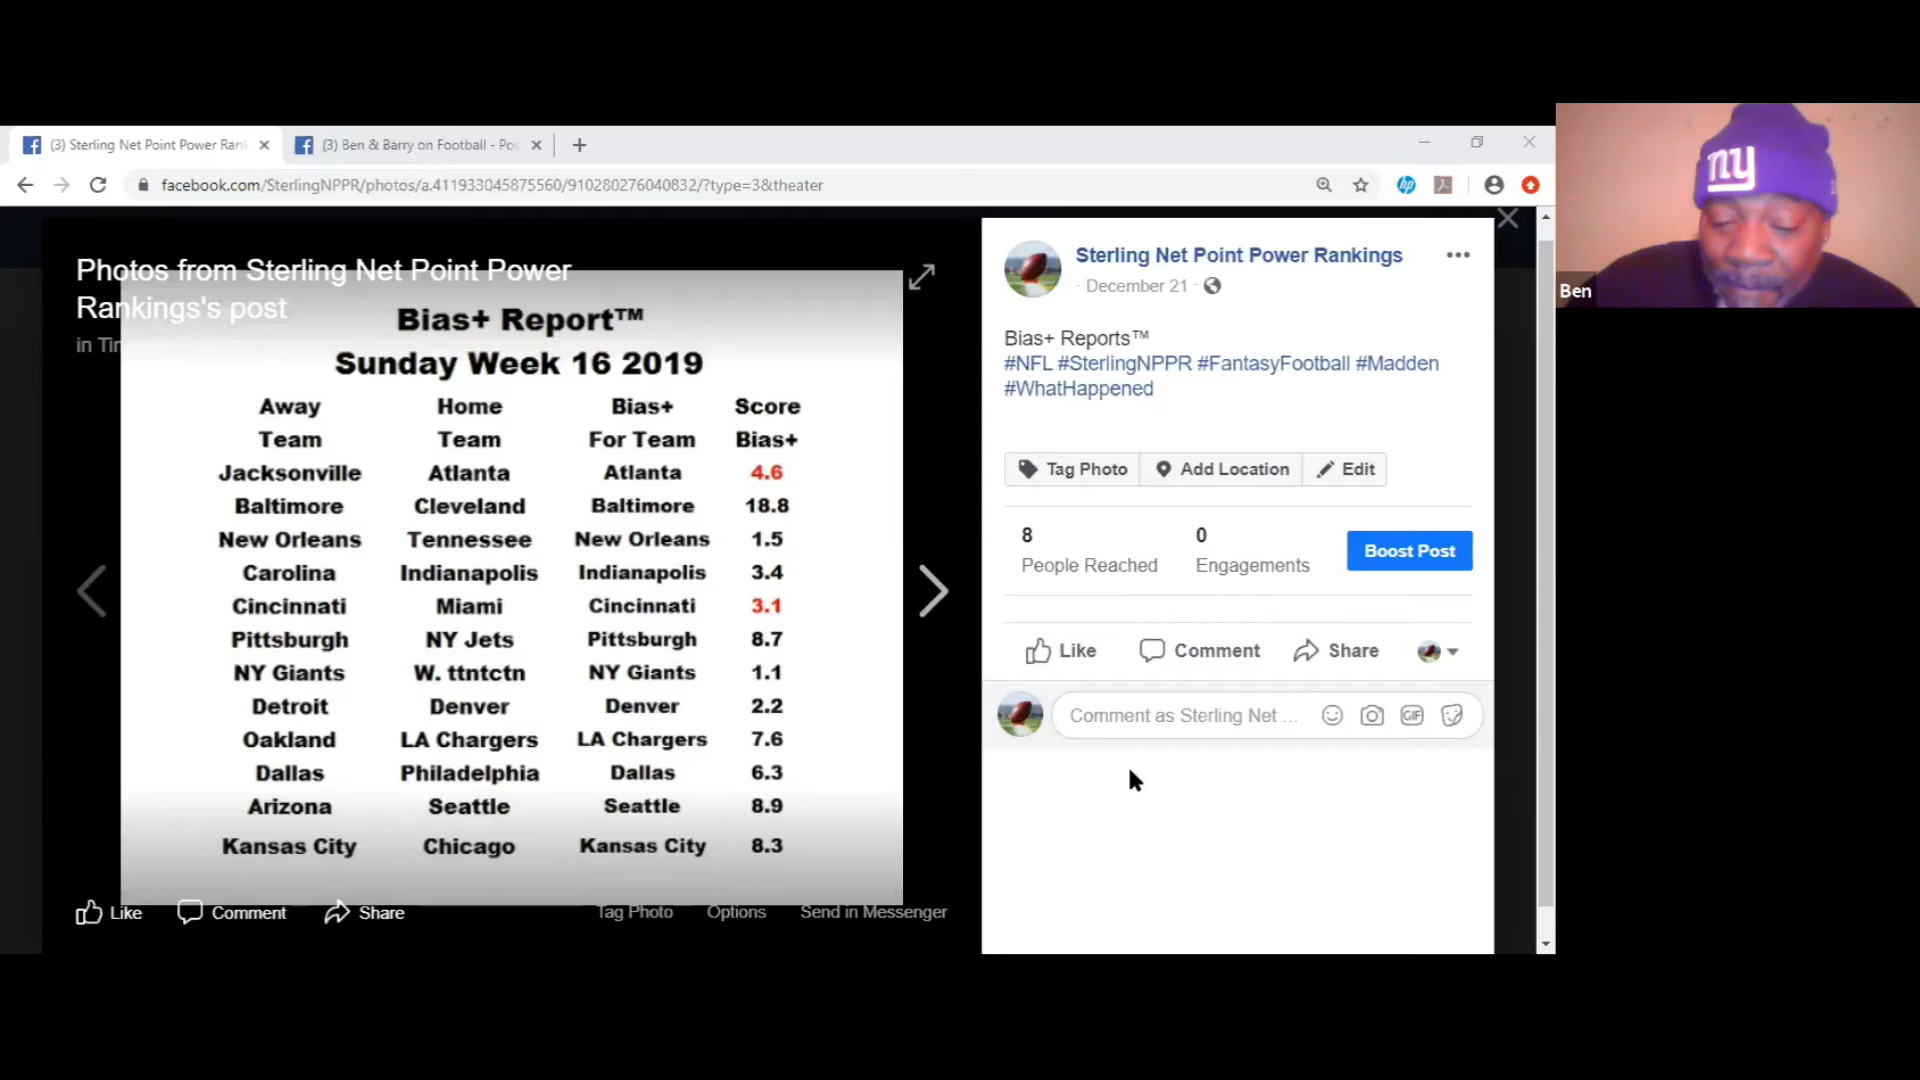 (3) Sterling Net Point Power Rank
(3) Ben & Barry on Football - Pos
facebook.com/SterlingNPPR/photos/a.411933045875560/910280276040832/?type=3&theater
Photos from Sterling Net Point Power
Rankings's post
in Tir
Bias+ Report™
Sunday Week 16 2019
Away Home Bias+ Score
Team Team For Team Bias+
Jacksonville Atlanta Atlanta 4.6
Baltimore Cleveland Baltimore 18.8
New Orleans Tennessee New Orleans 1.5
Carolina Indianapolis Indianapolis 3.4
Cincinnati Miami Cincinnati 3.1
Pittsburgh NY Jets Pittsburgh 8.7
NY Giants W. ttntctn NY Giants 1.1
Detroit Denver Denver 2.2
Oakland LA Chargers LA Chargers 7.6
Dallas Philadelphia Dallas 6.3
Arizona Seattle Seattle 8.9
Kansas City Chicago Kansas City 8.3
Like Comment Share Tag Photo Options Send in Messenger
Sterling Net Point Power Rankings
· December 21 ·
Bias+ Reports™
#NFL #SterlingNPPR #FantasyFootball #Madden
#WhatHappened
Tag Photo Add Location Edit
8 0
People Reached Engagements
Boost Post
Like Comment Share
Comment as Sterling Net ... GIF
ny
Ben
hp